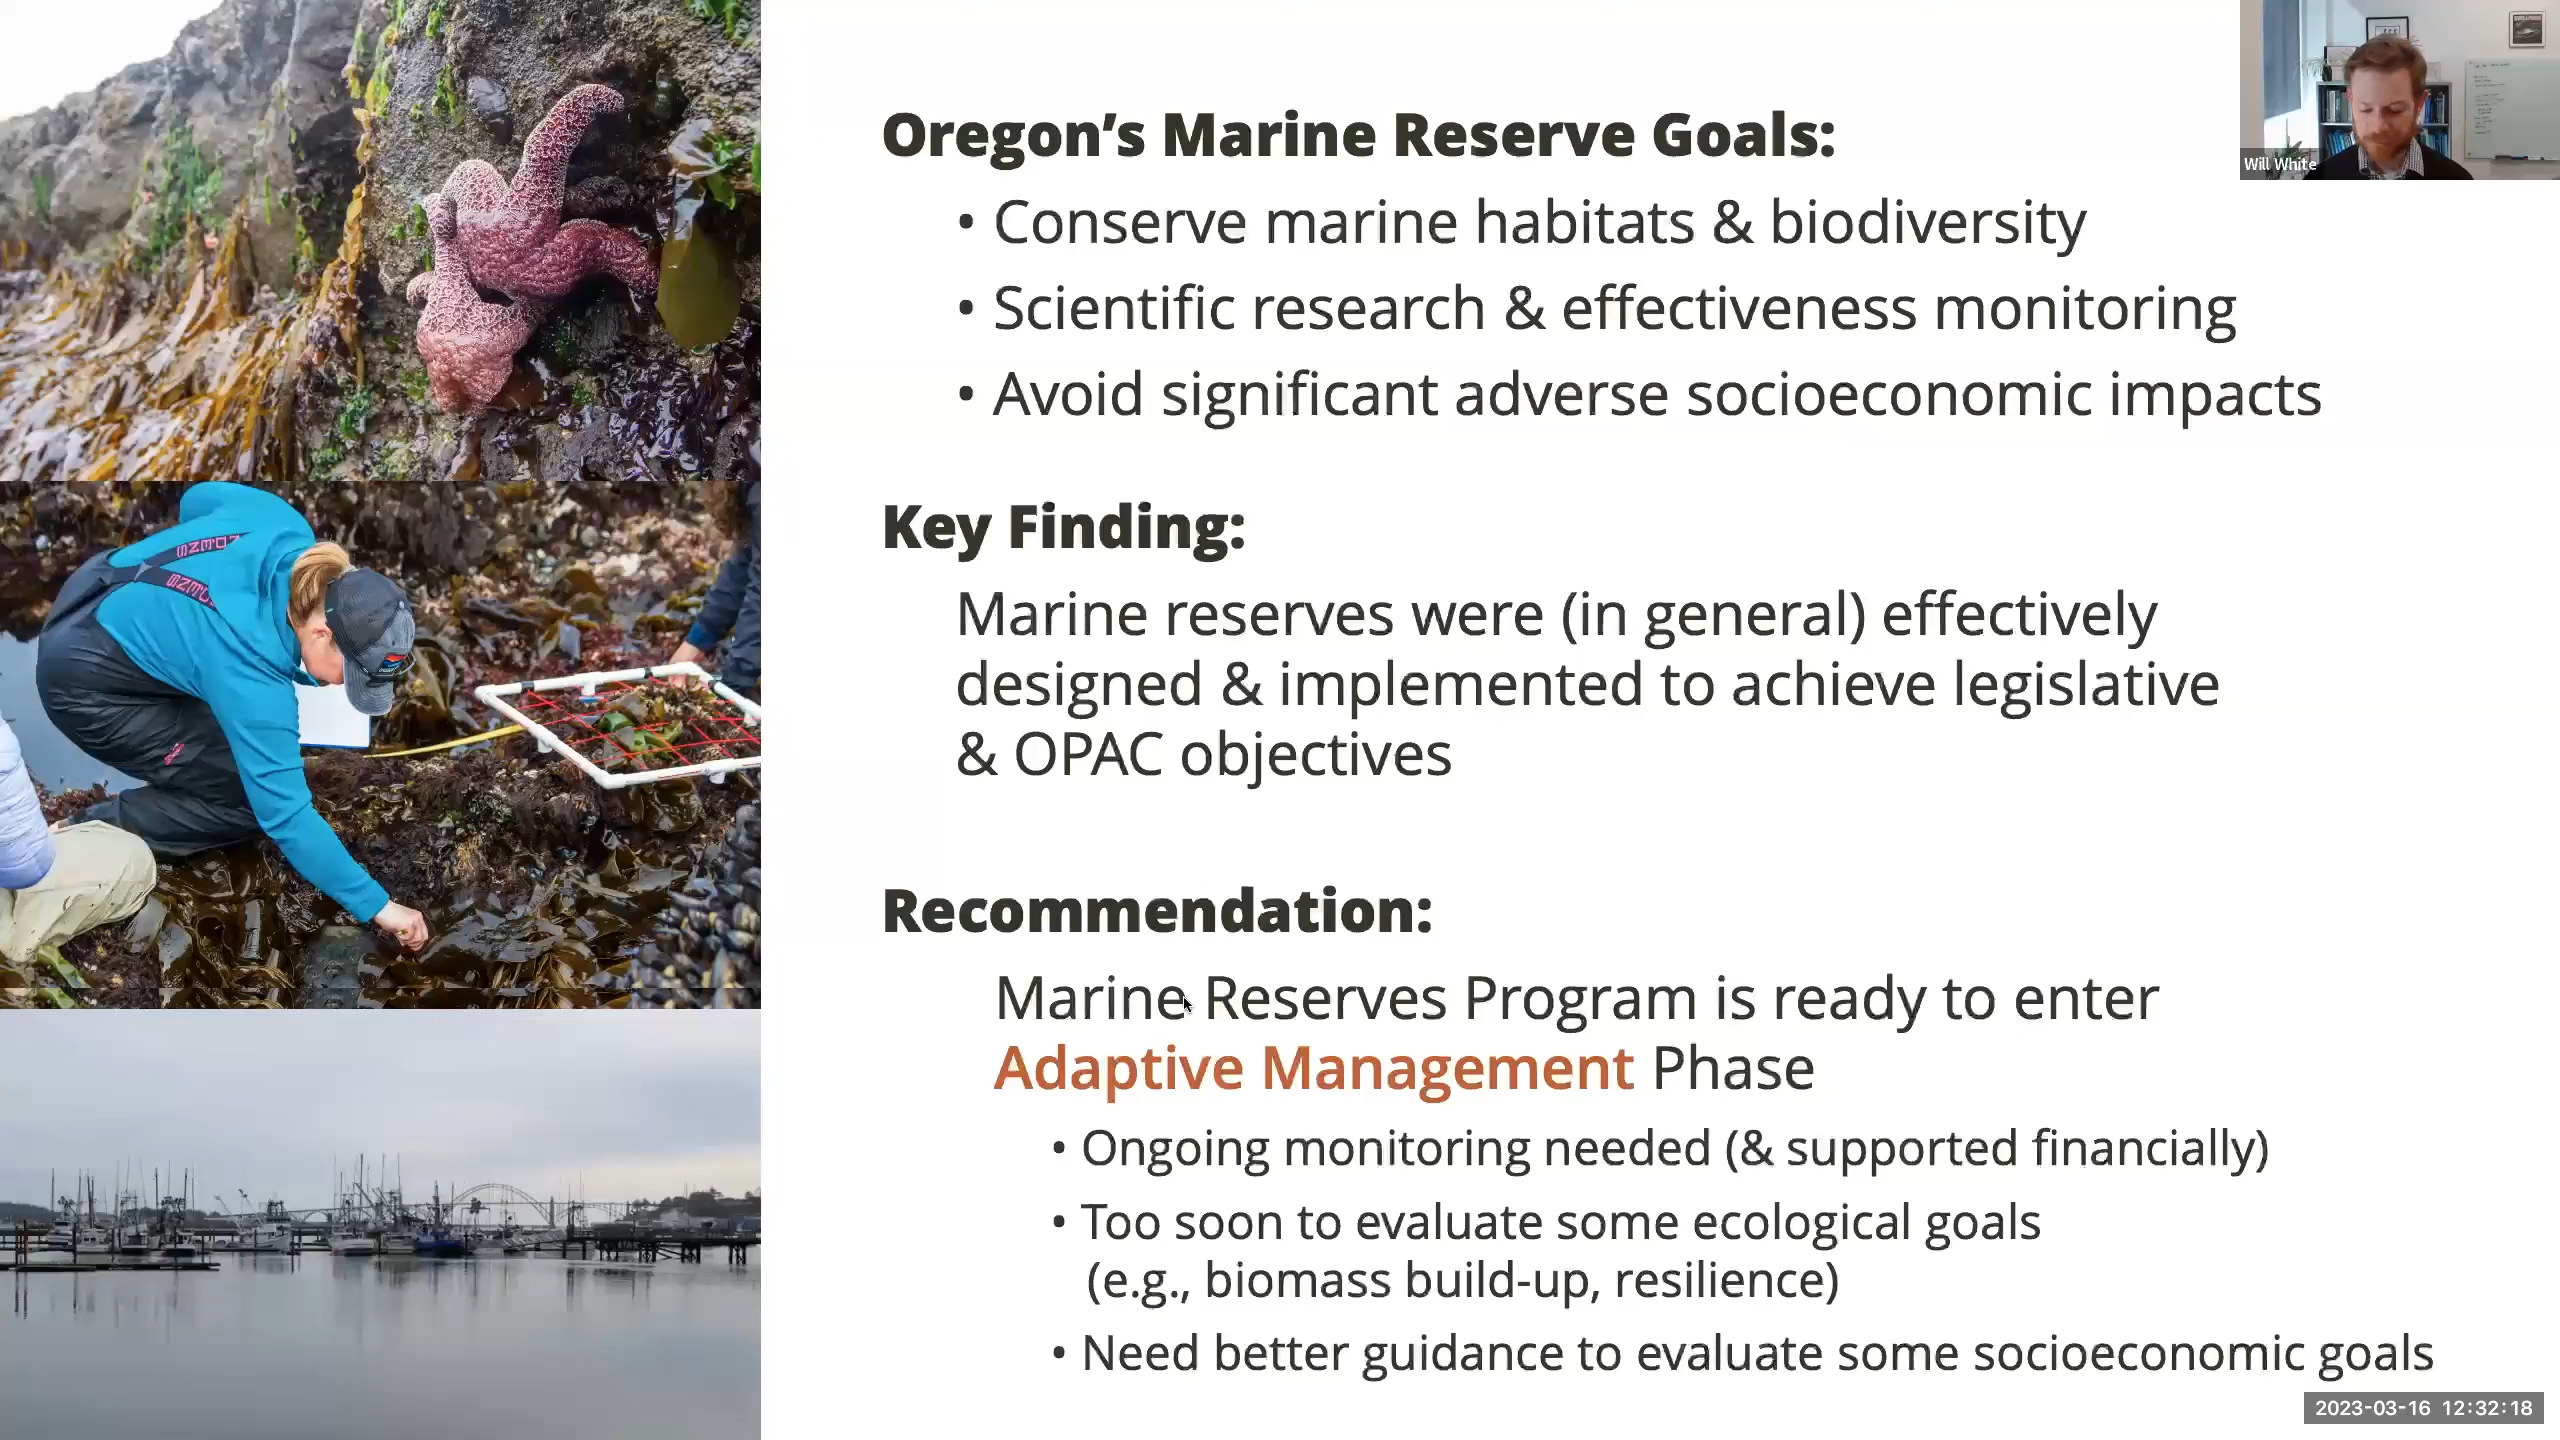 Oregon’s Marine Reserve Goals:
• Conserve marine habitats & biodiversity
• Scientific research & effectiveness monitoring
• Avoid significant adverse socioeconomic impacts
Key Finding:
Marine reserves were (in general) effectively
designed & implemented to achieve legislative
& OPAC objectives
Recommendation:
Marine Reserves Program is ready to enter
Adaptive Management Phase
• Ongoing monitoring needed (& supported financially)
• Too soon to evaluate some ecological goals
(e.g., biomass build-up, resilience)
• Need better guidance to evaluate some socioeconomic goals
Will White
2023-03-16 12:32:18